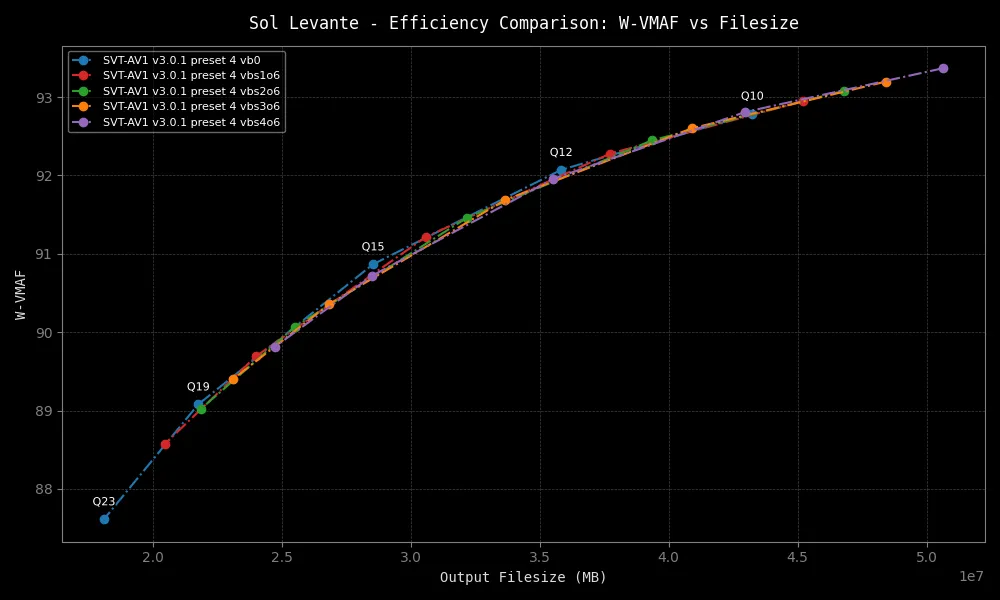 Sol Levante - Efficiency Comparison: W-VMAF vs Filesize
SVT-AV1 v3.0.1 preset 4 vb0
SVT-AV1 v3.0.1 preset 4 vbs1o6
SVT-AV1 v3.0.1 preset 4 vbs2o6
SVT-AV1 v3.0.1 preset 4 vbs3o6
SVT-AV1 v3.0.1 preset 4 vbs4o6
Q10
Q12
Q15
Q19
Q23
W-VMAF
93
92
91
90
89
88
2.0 2.5 3.0 3.5 4.0 4.5 5.0
1e7
Output Filesize (MB)